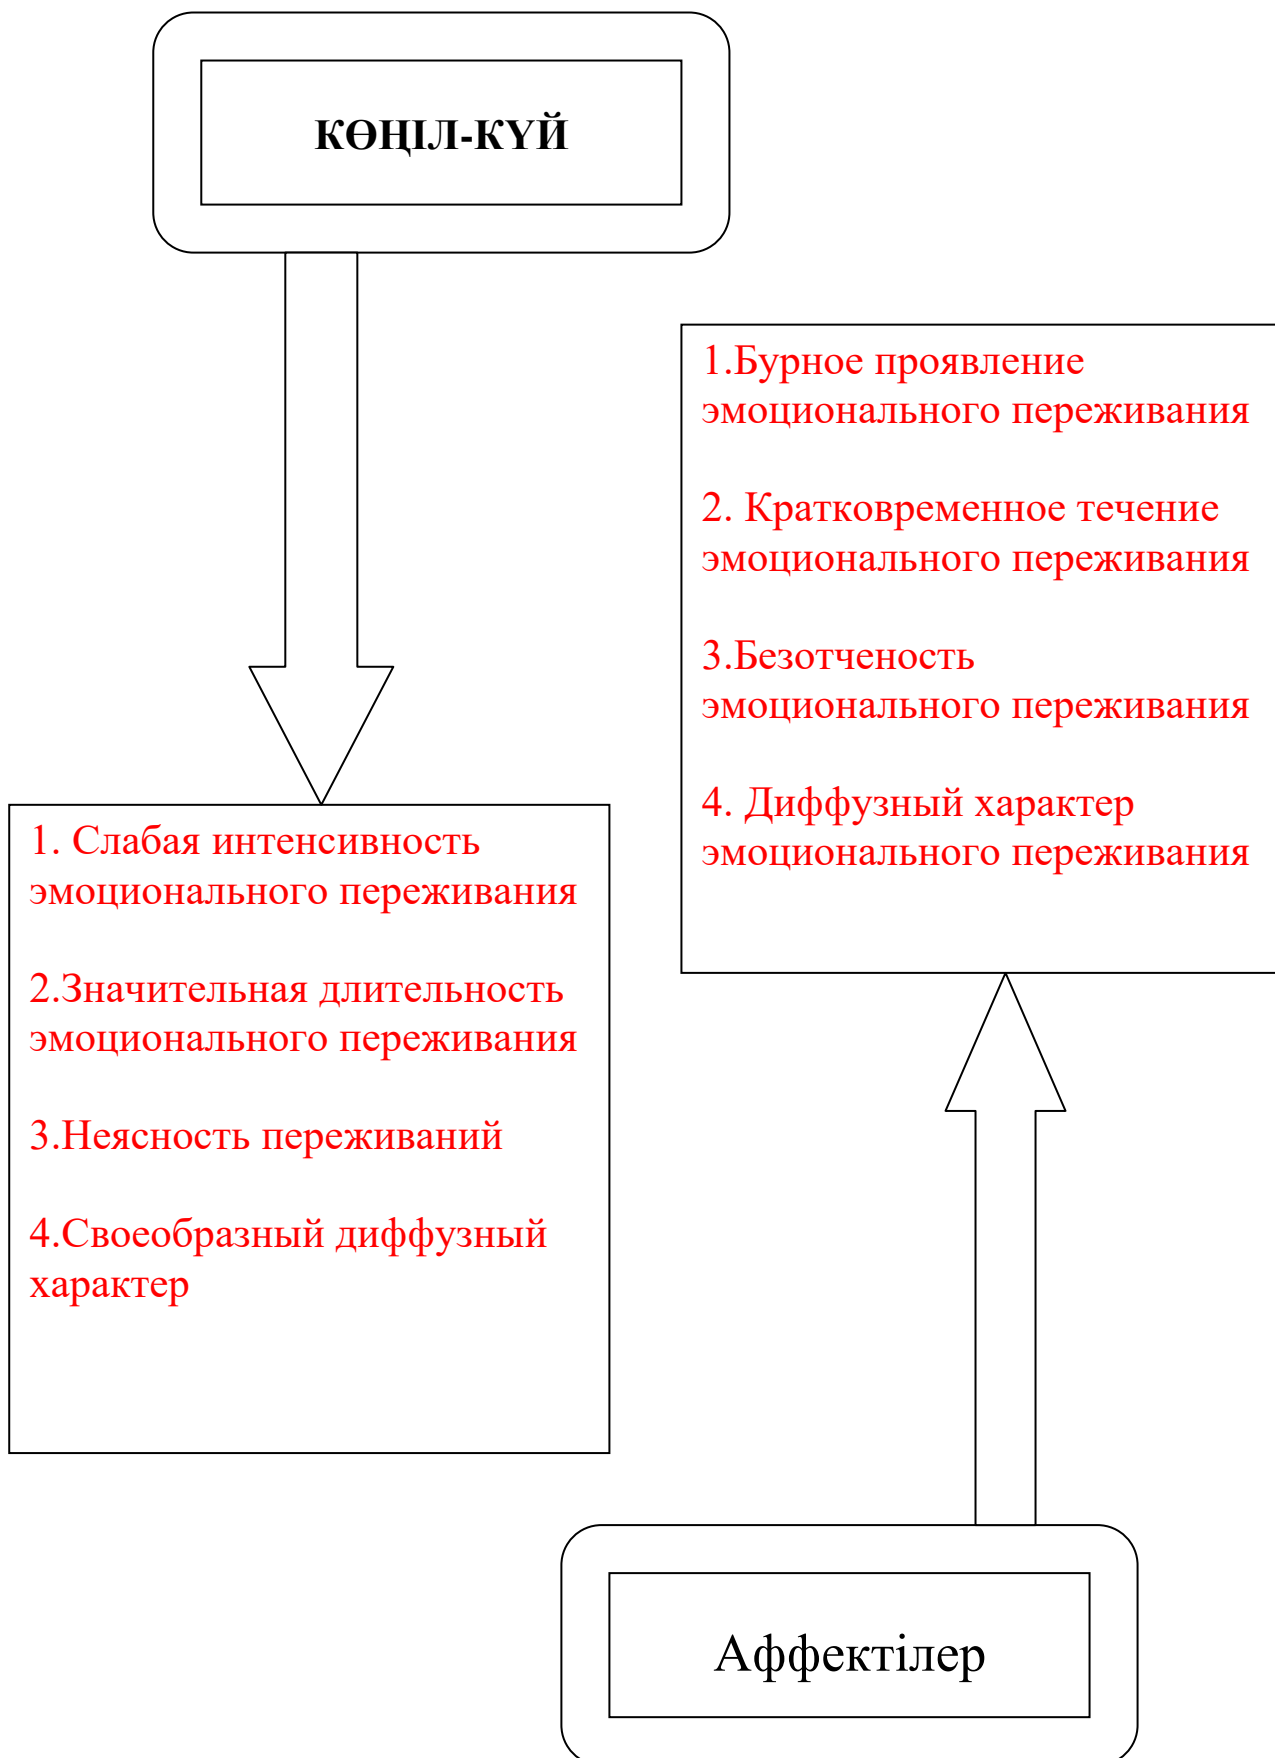 КӨҢІЛ-КҮЙ
1.Бурное проявление
эмоционального переживания
2. Кратковременное течение
эмоционального переживания
3.Безотченость
эмоционального переживания
4. Диффузный характер
эмоционального переживания
1. Слабая интенсивность
эмоционального переживания
2.Значительная длительность
эмоционального переживания
3.Неясность переживаний
4.Своеобразный диффузный
характер
Аффектілер